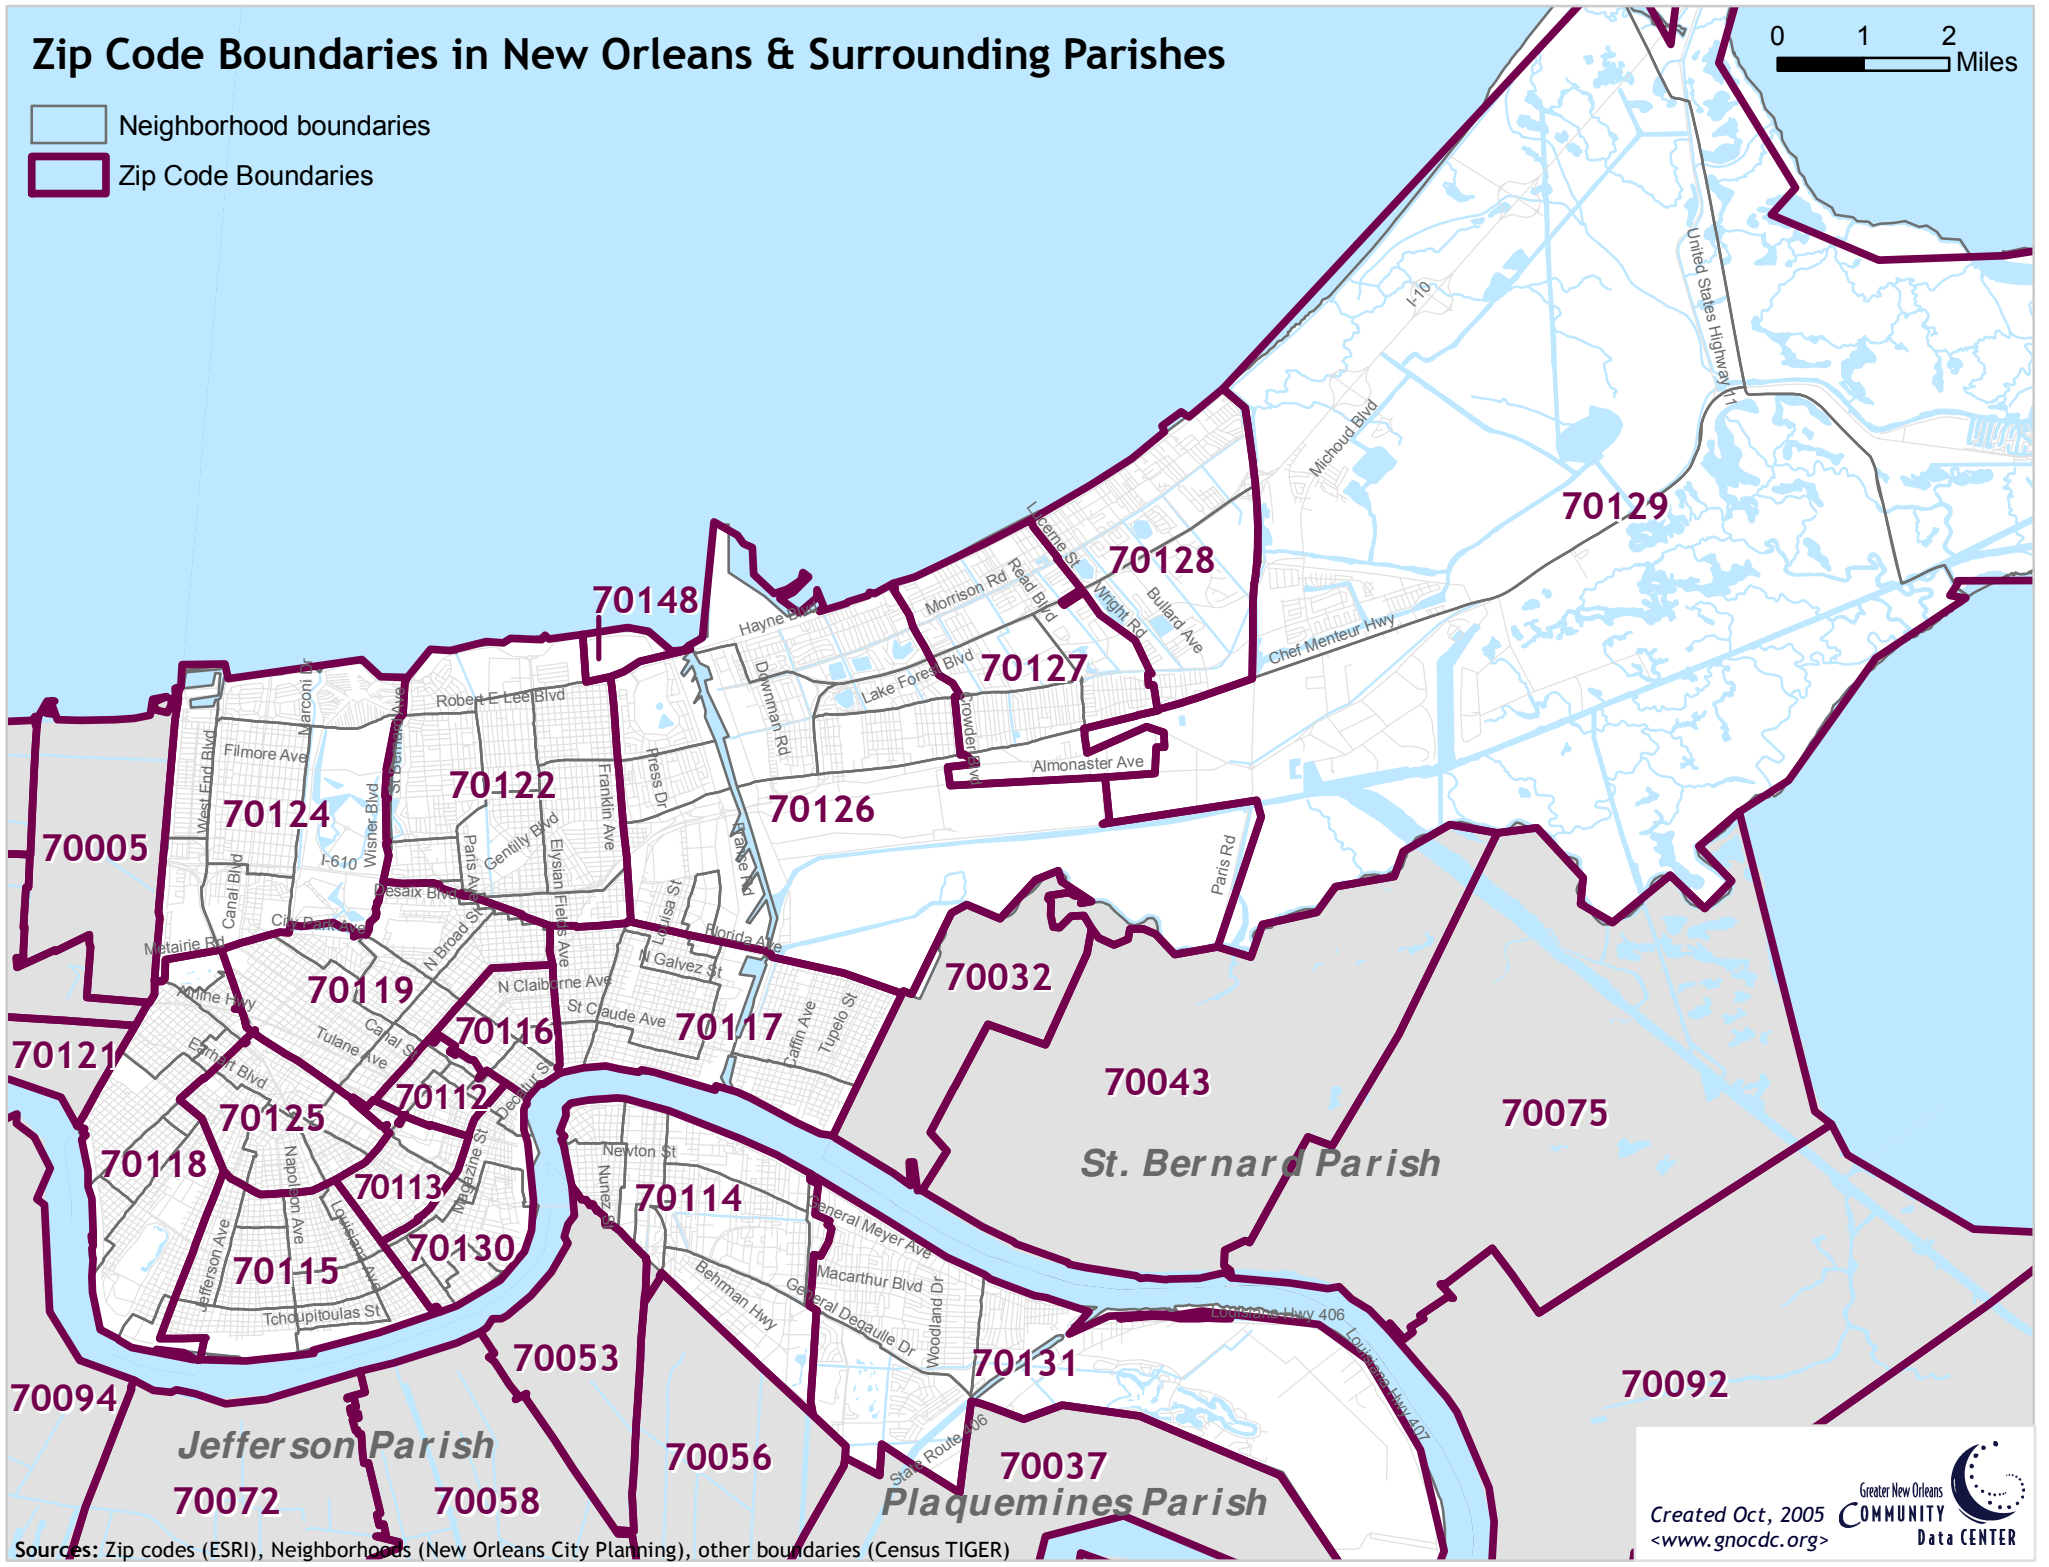 Zip Code Boundaries in New Orleans & Surrounding Parishes
0 1 2
Miles
Neighborhood boundaries
Zip Code Boundaries
United States Highway 11
I-10
Michoud Blvd
70129
Lucerne St
70128
Read Blvd
Morrison Rd
Wright Rd
Bullard Ave
70148
Hayne Blvd
Chef Menteur Hwy
Lake Forest Blvd
70127
Marconi Dr
Robert E Lee Blvd
Downman Rd
Crowder Blvd
St Bernard Ave
West End Blvd
Filmore Ave
Almonaster Ave
Press Dr
70122
Franklin Ave
70124
70126
Wisner Blvd
Gentilly Blvd
70005
I-610
Paris Ave
Elysian Fields Ave
France Rd
Paris Rd
Canal Blvd
Desaix Blvd
City Park Ave
Louisa St
Florida Ave
Metairie Rd
N Broad St
N Galvez St
70032
70119
N Claiborne Ave
Airline Hwy
St Claude Ave
70117
Caffin Ave
Tupelo St
70116
Canal St
Tulane Ave
70121
Earhart Blvd
70112
Decatur St
70043
70075
70125
70118
Napoleon Ave
Newton St
St. Bernard Parish
70113
Magazine St
Nunez St
70114
Louisiana Ave
General Meyer Ave
Jefferson Ave
70130
70115
Behrman Hwy
Macarthur Blvd
General Degaulle Dr
Woodland Dr
Tchoupitoulas St
Louisiana Hwy 406
Louisiana Hwy 407
70053
70131
70094
70092
Jefferson Parish
70056
State Route 406
70037
70072
70058
Plaquemines Parish
Created Oct, 2005
<www.gnocdc.org>
Greater New Orleans
COMMUNITY
Data CENTER
Sources: Zip codes (ESRI), Neighborhoods (New Orleans City Planning), other boundaries (Census TIGER)